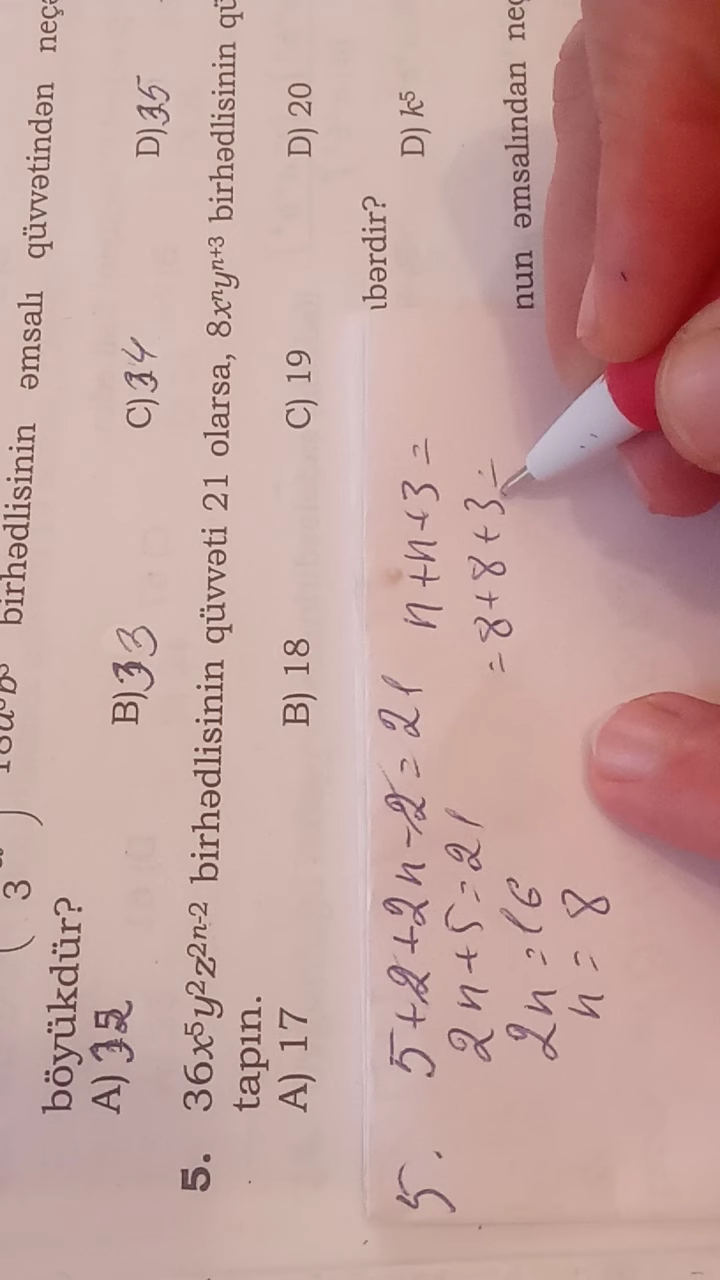 birhədlisinin əmsalı qüvvətindən
böyükdür?
A) 32 B) 33 C) 34 D) 35
5. 36x⁵y²z²ⁿ⁻² birhədlisinin qüvvəti 21 olarsa, 8xⁿyⁿ⁺³ birhədlisinin
tapın.
A) 17 B) 18 C) 19 D) 20
ıbərdir?
D) k⁵
nun əmsalından
5. 5+2+2n-2=21 n+n+3=
2n+5=21 =8+8+3=
2n=16
n=8